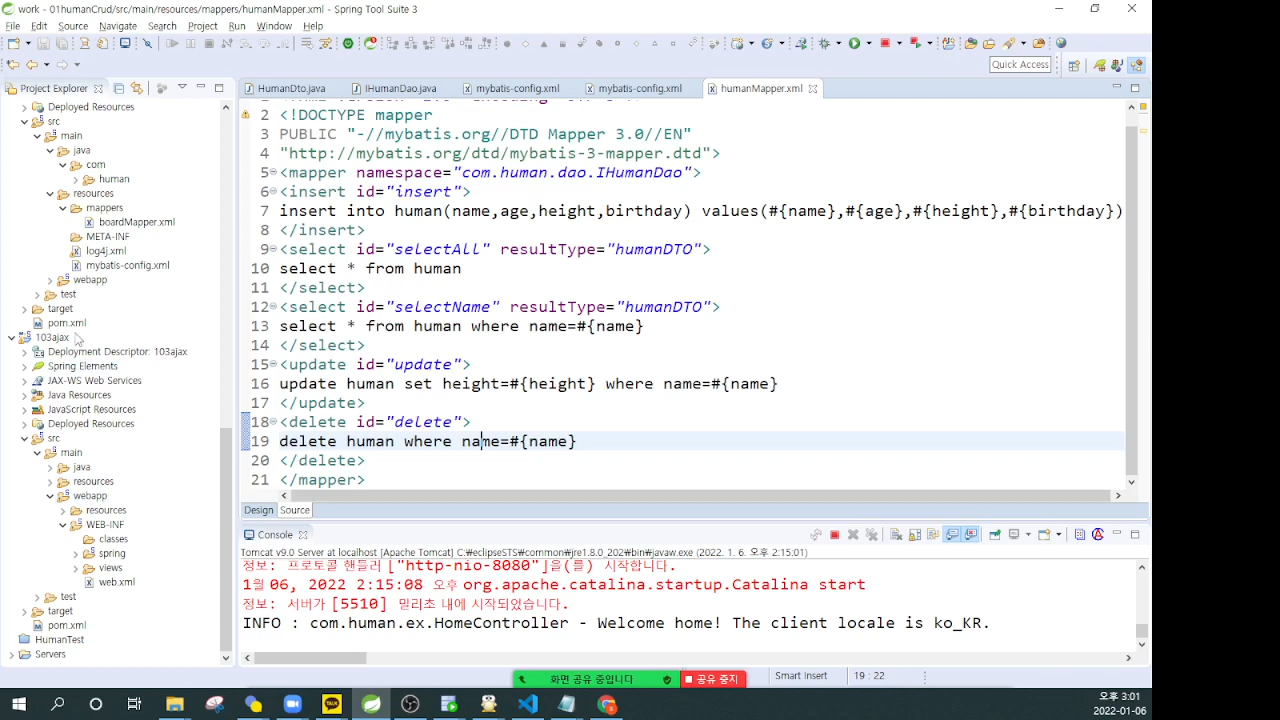 work - 01humanCrud/src/main/resources/mappers/humanMapper.xml - Spring Tool Suite 3
File Edit Source Navigate Search Project Run Window Help
Quick Access
Project Explorer
HumanDto.java IHumanDao.java mybatis-config.xml mybatis-config.xml humanMapper.xml
Deployed Resources
src
main
java
com
human
resources
mappers
boardMapper.xml
META-INF
log4j.xml
mybatis-config.xml
webapp
test
target
pom.xml
103ajax
Deployment Descriptor: 103ajax
Spring Elements
JAX-WS Web Services
Java Resources
JavaScript Resources
Deployed Resources
src
main
java
resources
webapp
resources
WEB-INF
classes
spring
views
web.xml
test
target
pom.xml
HumanTest
Servers
2 <!DOCTYPE mapper
3 PUBLIC "-//mybatis.org//DTD Mapper 3.0//EN"
4 "http://mybatis.org/dtd/mybatis-3-mapper.dtd">
5 <mapper namespace="com.human.dao.IHumanDao">
6 <insert id="insert">
7 insert into human(name,age,height,birthday) values(#{name},#{age},#{height},#{birthday})
8 </insert>
9 <select id="selectAll" resultType="humanDTO">
10 select * from human
11 </select>
12 <select id="selectName" resultType="humanDTO">
13 select * from human where name=#{name}
14 </select>
15 <update id="update">
16 update human set height=#{height} where name=#{name}
17 </update>
18 <delete id="delete">
19 delete human where name=#{name}
20 </delete>
21 </mapper>
Design Source
Console
Tomcat v9.0 Server at localhost [Apache Tomcat] C:\eclipseSTS\common\jre1.8.0_202\bin\javaw.exe (2022. 1. 6. 오후 2:15:01)
정보: 프로토콜 핸들러 ["http-nio-8080"]을(를) 시작합니다.
1월 06, 2022 2:15:08 오후 org.apache.catalina.startup.Catalina start
정보: 서버가 [5510] 밀리초 내에 시작되었습니다.
INFO : com.human.ex.HomeController - Welcome home! The client locale is ko_KR.
화면 공유 중입니다 공유 중지
Smart Insert 19 : 22
오후 3:01
2022-01-06